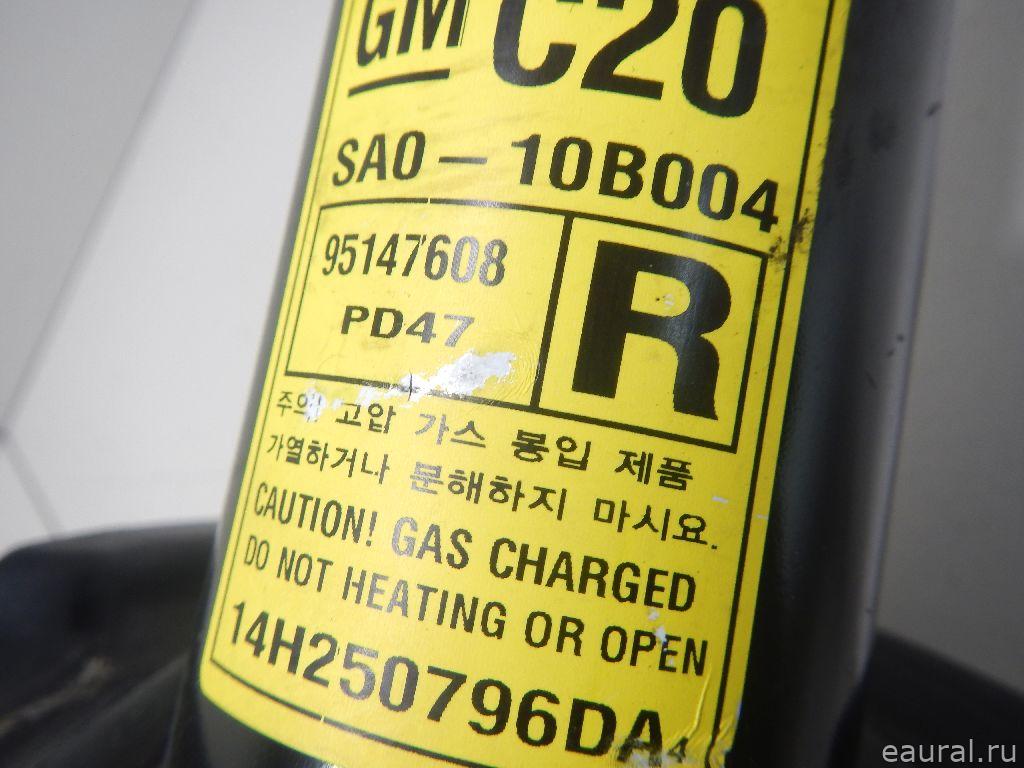 GM C20
SA0 - 10B004
95147608
PD47
R
주의! 고압 가스 봉입 제품
가열하거나 분해하지 마시요.
CAUTION! GAS CHARGED
DO NOT HEATING OR OPEN
14H250796DA4
eaural.ru